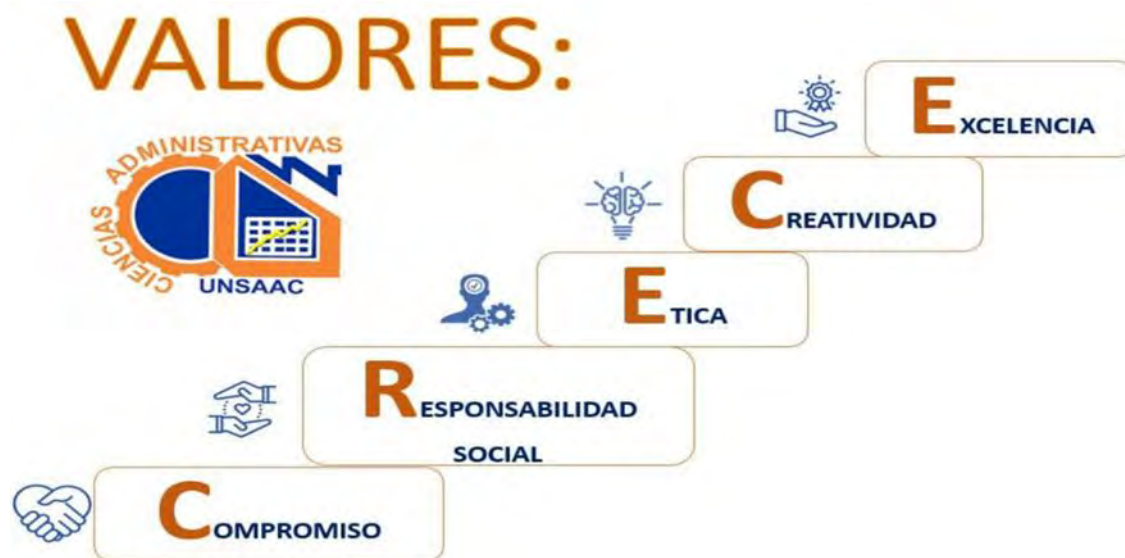 VALORES:
CIENCIAS ADMINISTRATIVAS
UNSAAC
EXCELENCIA
CREATIVIDAD
ETICA
RESPONSABILIDAD
SOCIAL
COMPROMISO